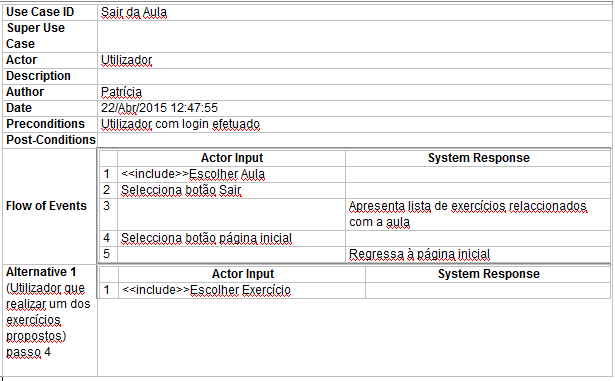 Use Case ID Sair da Aula
Super Use
Case
Actor Utilizador
Description
Author Patrícia
Date 22/Abr/2015 12:47:55
Preconditions Utilizador com login efetuado
Post-Conditions
Flow of Events
Actor Input System Response
1 <<include>>Escolher Aula
2 Selecciona botão Sair
3 Apresenta lista de exercícios relaccionados
com a aula
4 Selecciona botão página inicial
5 Regressa à página inicial
Alternative 1
(Utilizador que
realizar um dos
exercícios
propostos)
passo 4
Actor Input System Response
1 <<include>>Escolher Exercício